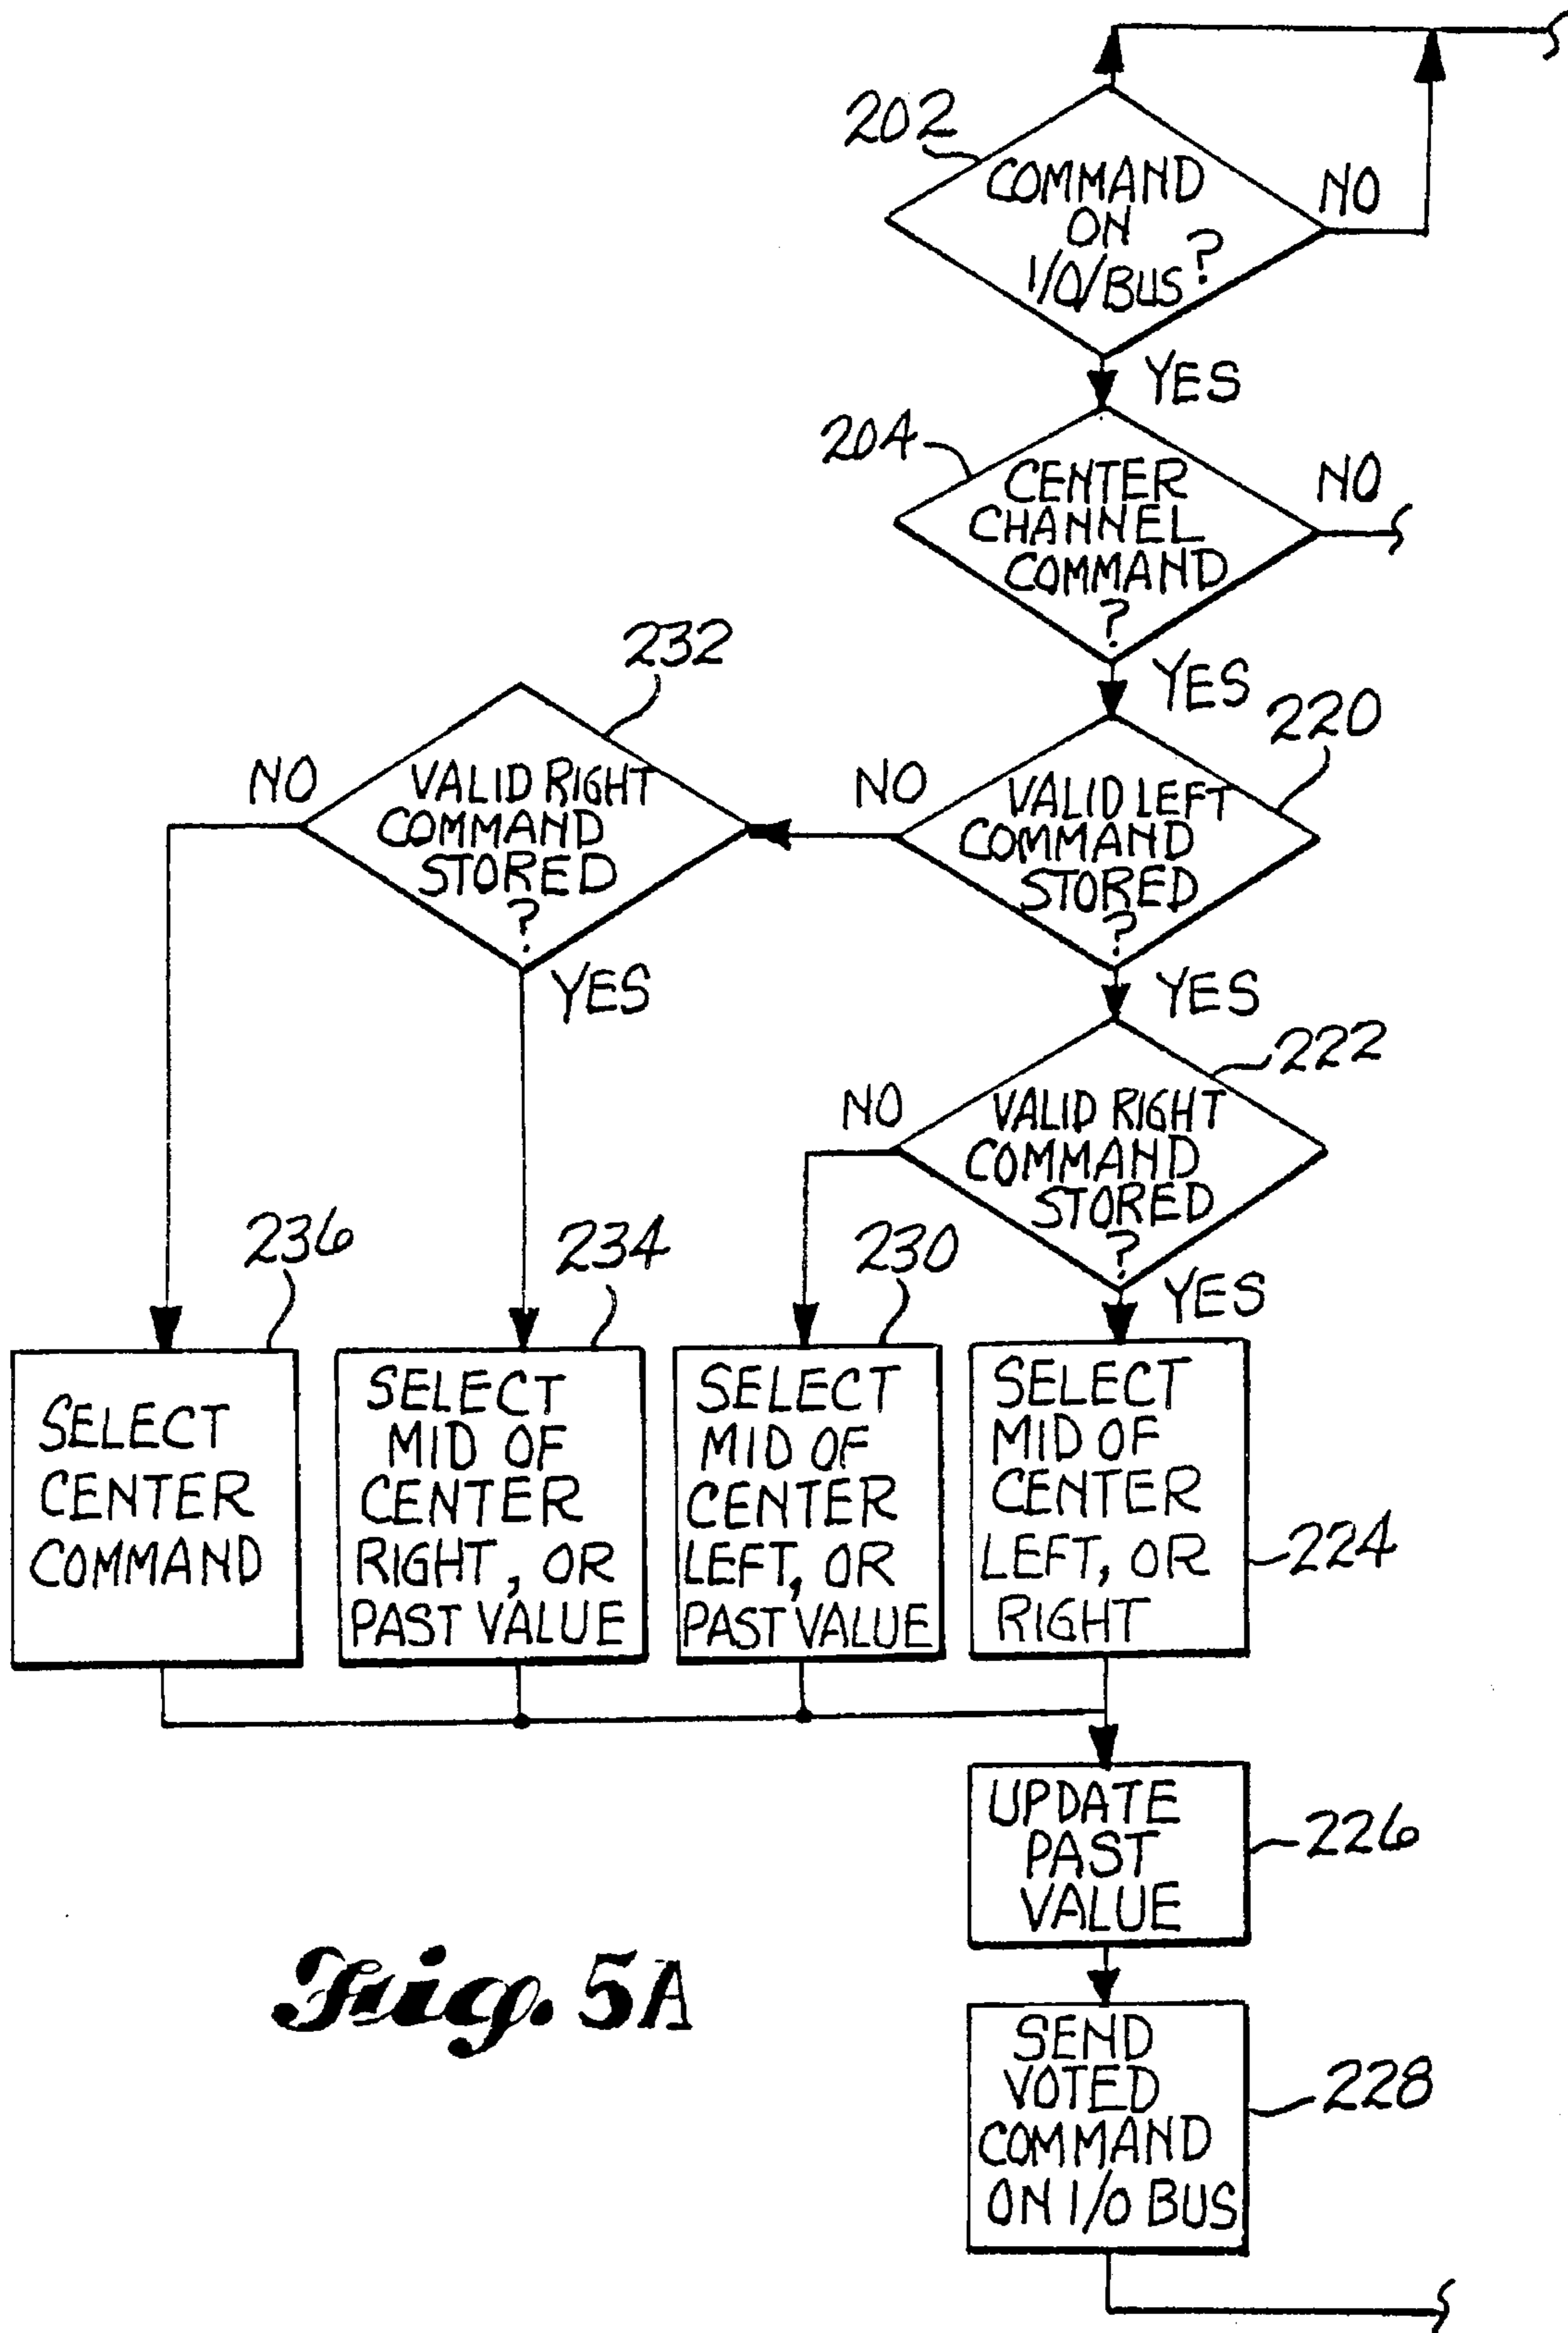 202
COMMAND
ON
I/O/BUS?
NO
YES
204
CENTER
CHANNEL
COMMAND
?
NO
YES
232
VALID RIGHT
COMMAND
STORED
?
NO
YES
220
VALID LEFT
COMMAND
STORED
?
NO
YES
222
VALID RIGHT
COMMAND
STORED
?
NO
YES
236
SELECT
CENTER
COMMAND
234
SELECT
MID OF
CENTER
RIGHT, OR
PAST VALUE
230
SELECT
MID OF
CENTER
LEFT, OR
PAST VALUE
SELECT
MID OF
CENTER
LEFT, OR
RIGHT
224
UPDATE
PAST
VALUE
226
SEND
VOTED
COMMAND
ON I/O BUS
228
Fig. 5A